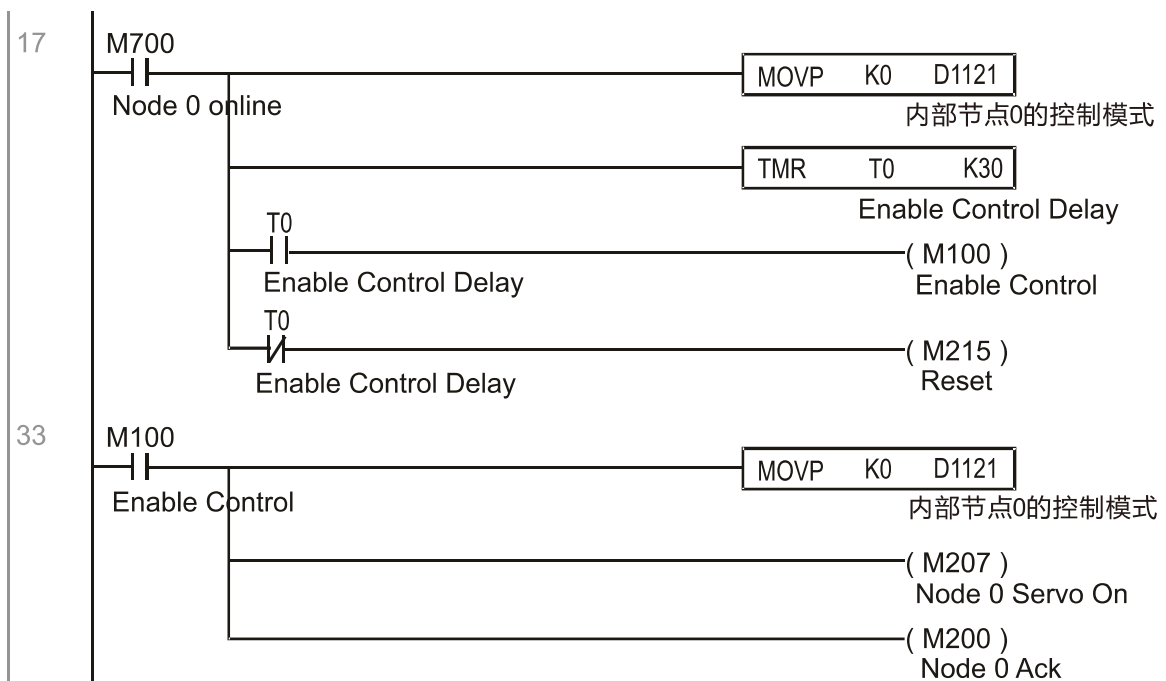 17
M700
MOVP K0 D1121
Node 0 online
内部节点0的控制模式
TMR T0 K30
Enable Control Delay
T0
( M100 )
Enable Control Delay
Enable Control
T0
( M215 )
Enable Control Delay
Reset
33
M100
MOVP K0 D1121
Enable Control
内部节点0的控制模式
( M207 )
Node 0 Servo On
( M200 )
Node 0 Ack